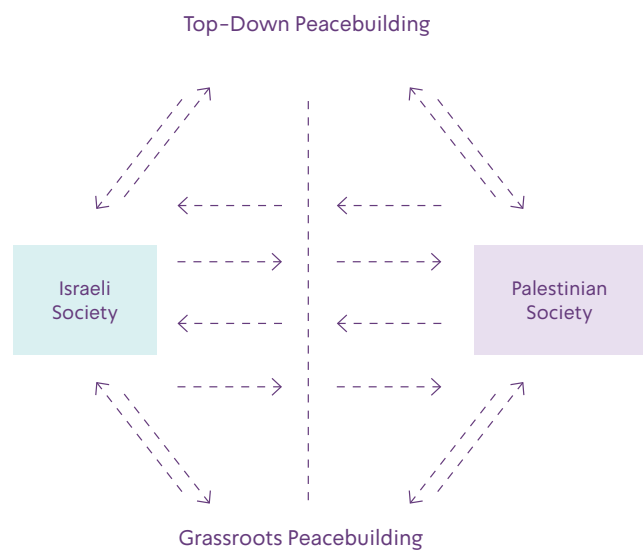 Top-Down Peacebuilding
Israeli
Society
Palestinian
Society
Grassroots Peacebuilding